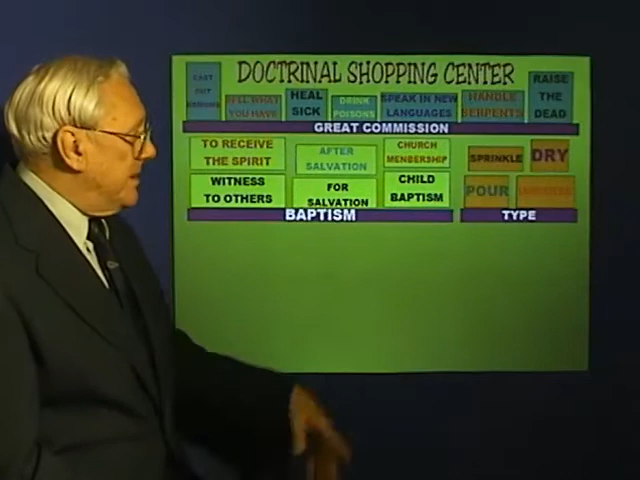 DOCTRINAL SHOPPING CENTER
CAST
OUT
DEMONS
SELL WHAT
YOU HAVE
HEAL
SICK
DRINK
POISONS
SPEAK IN NEW
LANGUAGES
HANDLE
SERPENTS
RAISE
THE
DEAD
GREAT COMMISSION
TO RECEIVE
THE SPIRIT
AFTER
SALVATION
CHURCH
MENBERSHIP
SPRINKLE
DRY
WITNESS
TO OTHERS
FOR
SALVATION
CHILD
BAPTISM
POUR
BAPTISM
TYPE